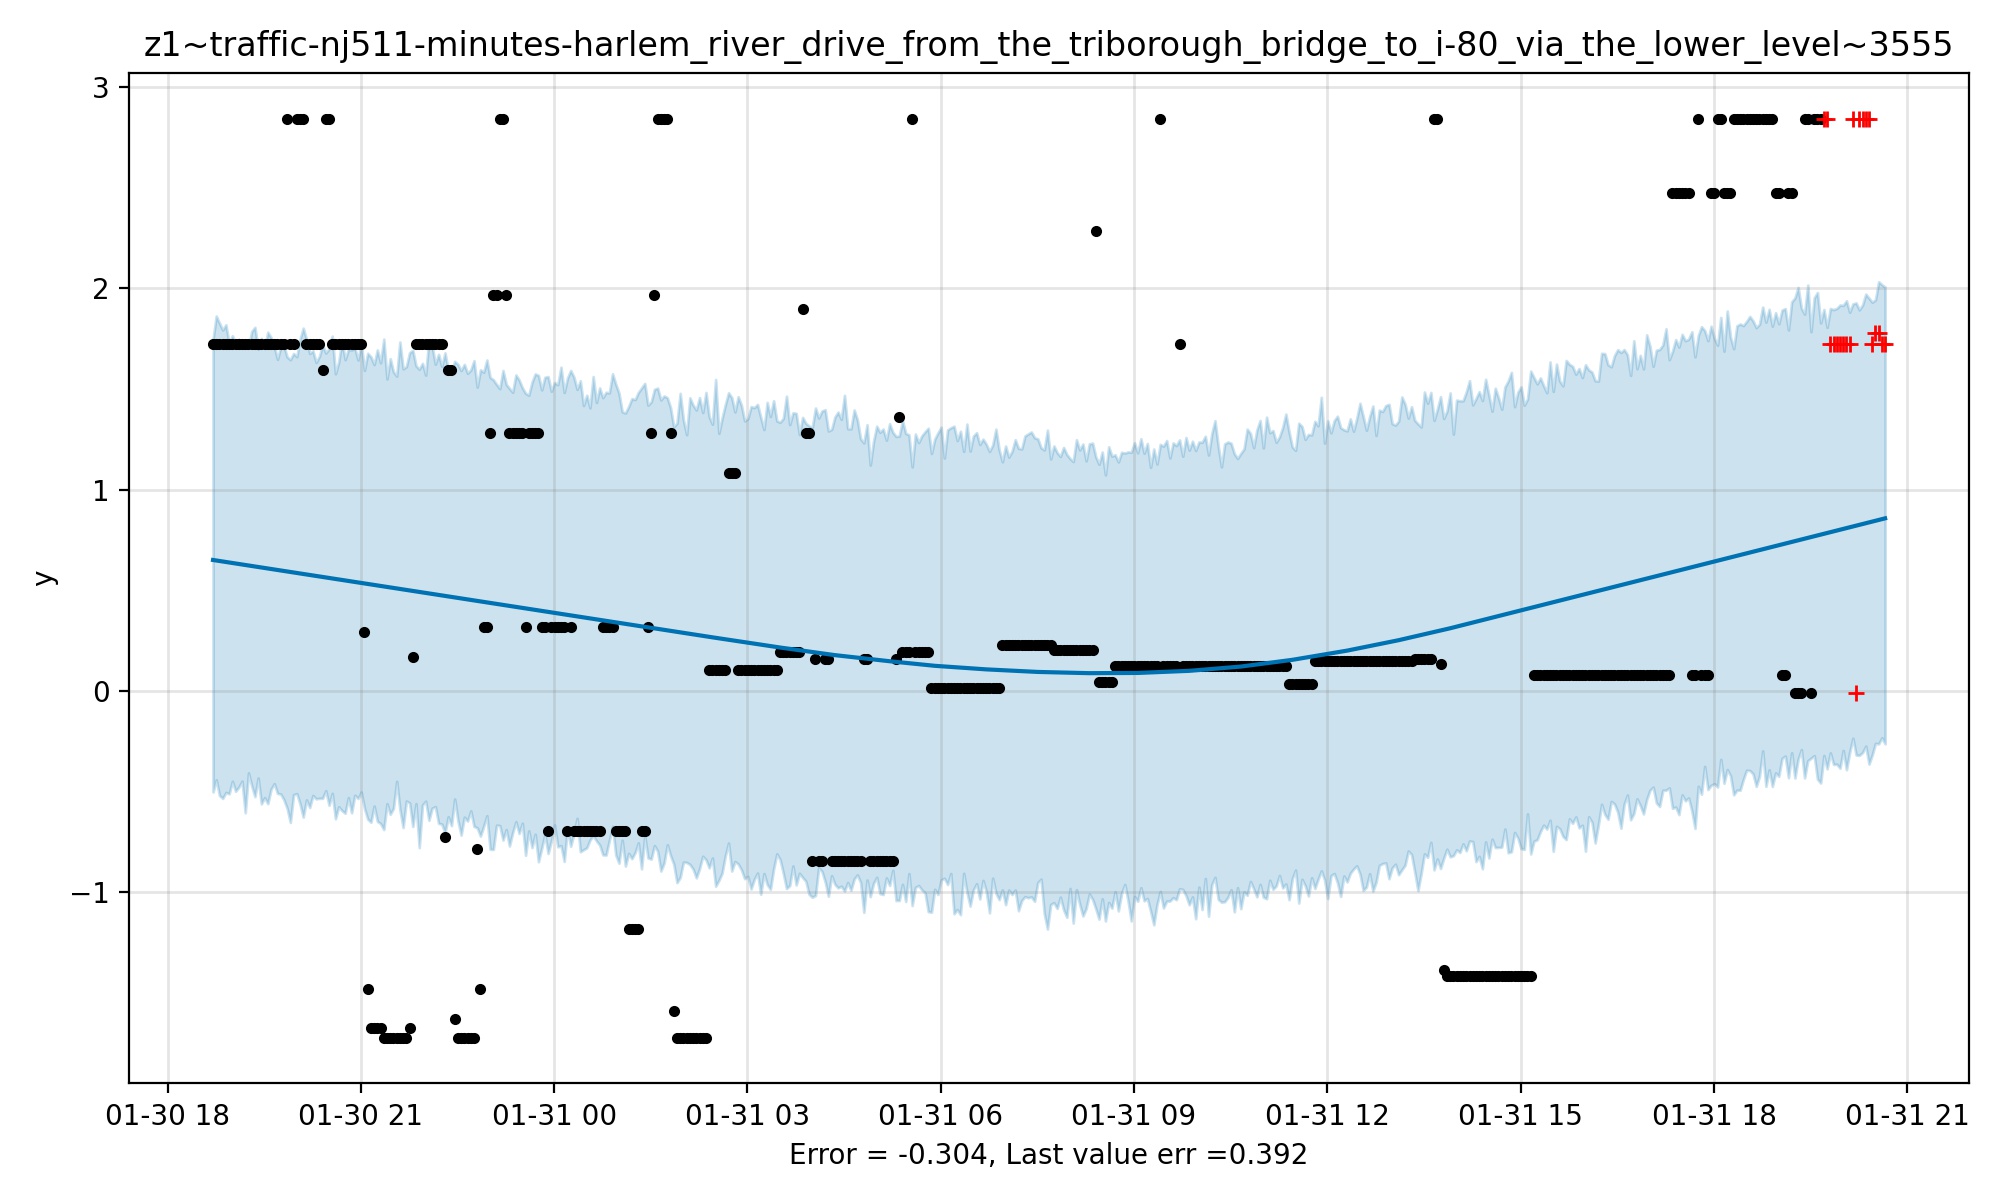 z1~traffic-nj511-minutes-harlem_river_drive_from_the_triborough_bridge_to_i-80_via_the_lower_level~3555
3
2
1
0
−1
y
01-30 18 01-30 21 01-31 00 01-31 03 01-31 06 01-31 09 01-31 12 01-31 15 01-31 18 01-31 21
Error = -0.304, Last value err =0.392